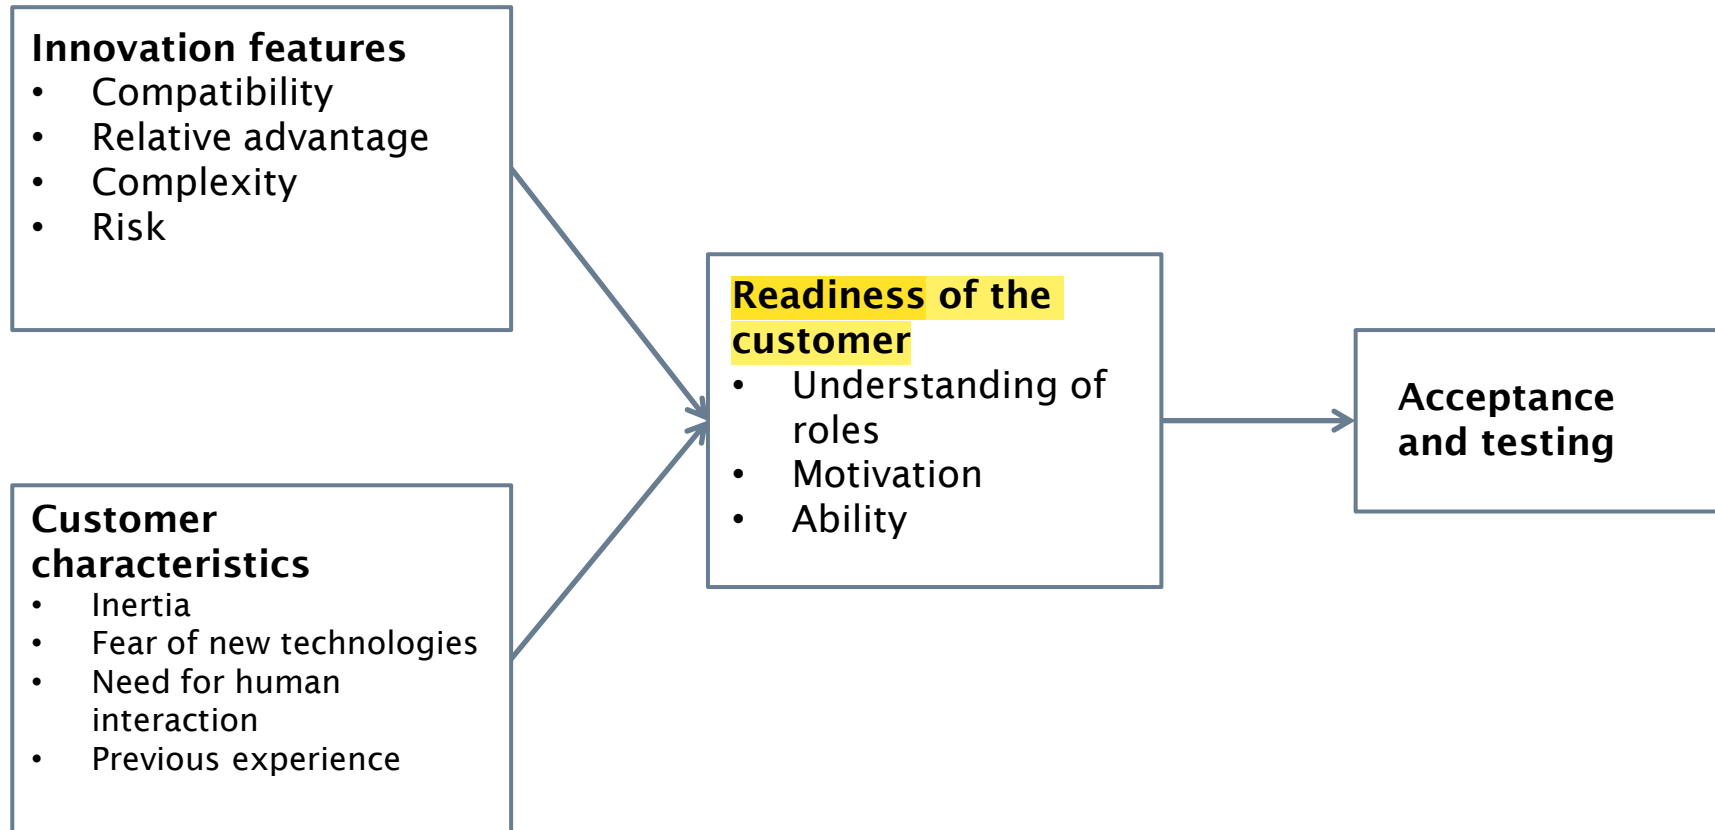 Innovation features
• Compatibility
• Relative advantage
• Complexity
• Risk
Customer
characteristics
• Inertia
• Fear of new technologies
• Need for human
interaction
• Previous experience
Readiness of the
customer
• Understanding of
roles
• Motivation
• Ability
Acceptance
and testing